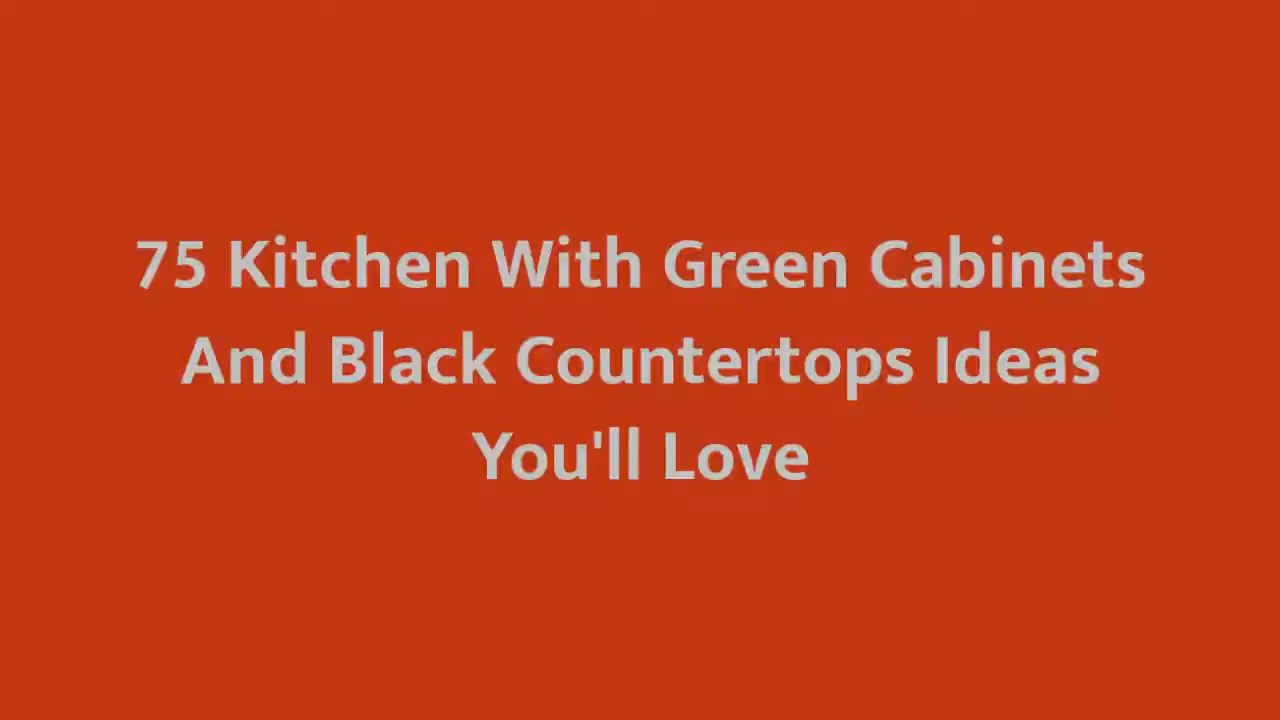 75 Kitchen With Green Cabinets
And Black Countertops Ideas
You'll Love